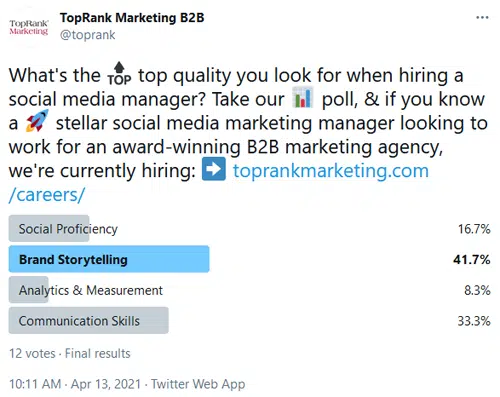 TopRank
Marketing
TopRank Marketing B2B
@toprank
What's the 🔝 top quality you look for when hiring a
social media manager? Take our 📊 poll, & if you know
a 🚀 stellar social media marketing manager looking to
work for an award-winning B2B marketing agency,
we're currently hiring: ➡️ toprankmarketing.com
/careers/
Social Proficiency 16.7%
Brand Storytelling 41.7%
Analytics & Measurement 8.3%
Communication Skills 33.3%
12 votes · Final results
10:11 AM · Apr 13, 2021 · Twitter Web App